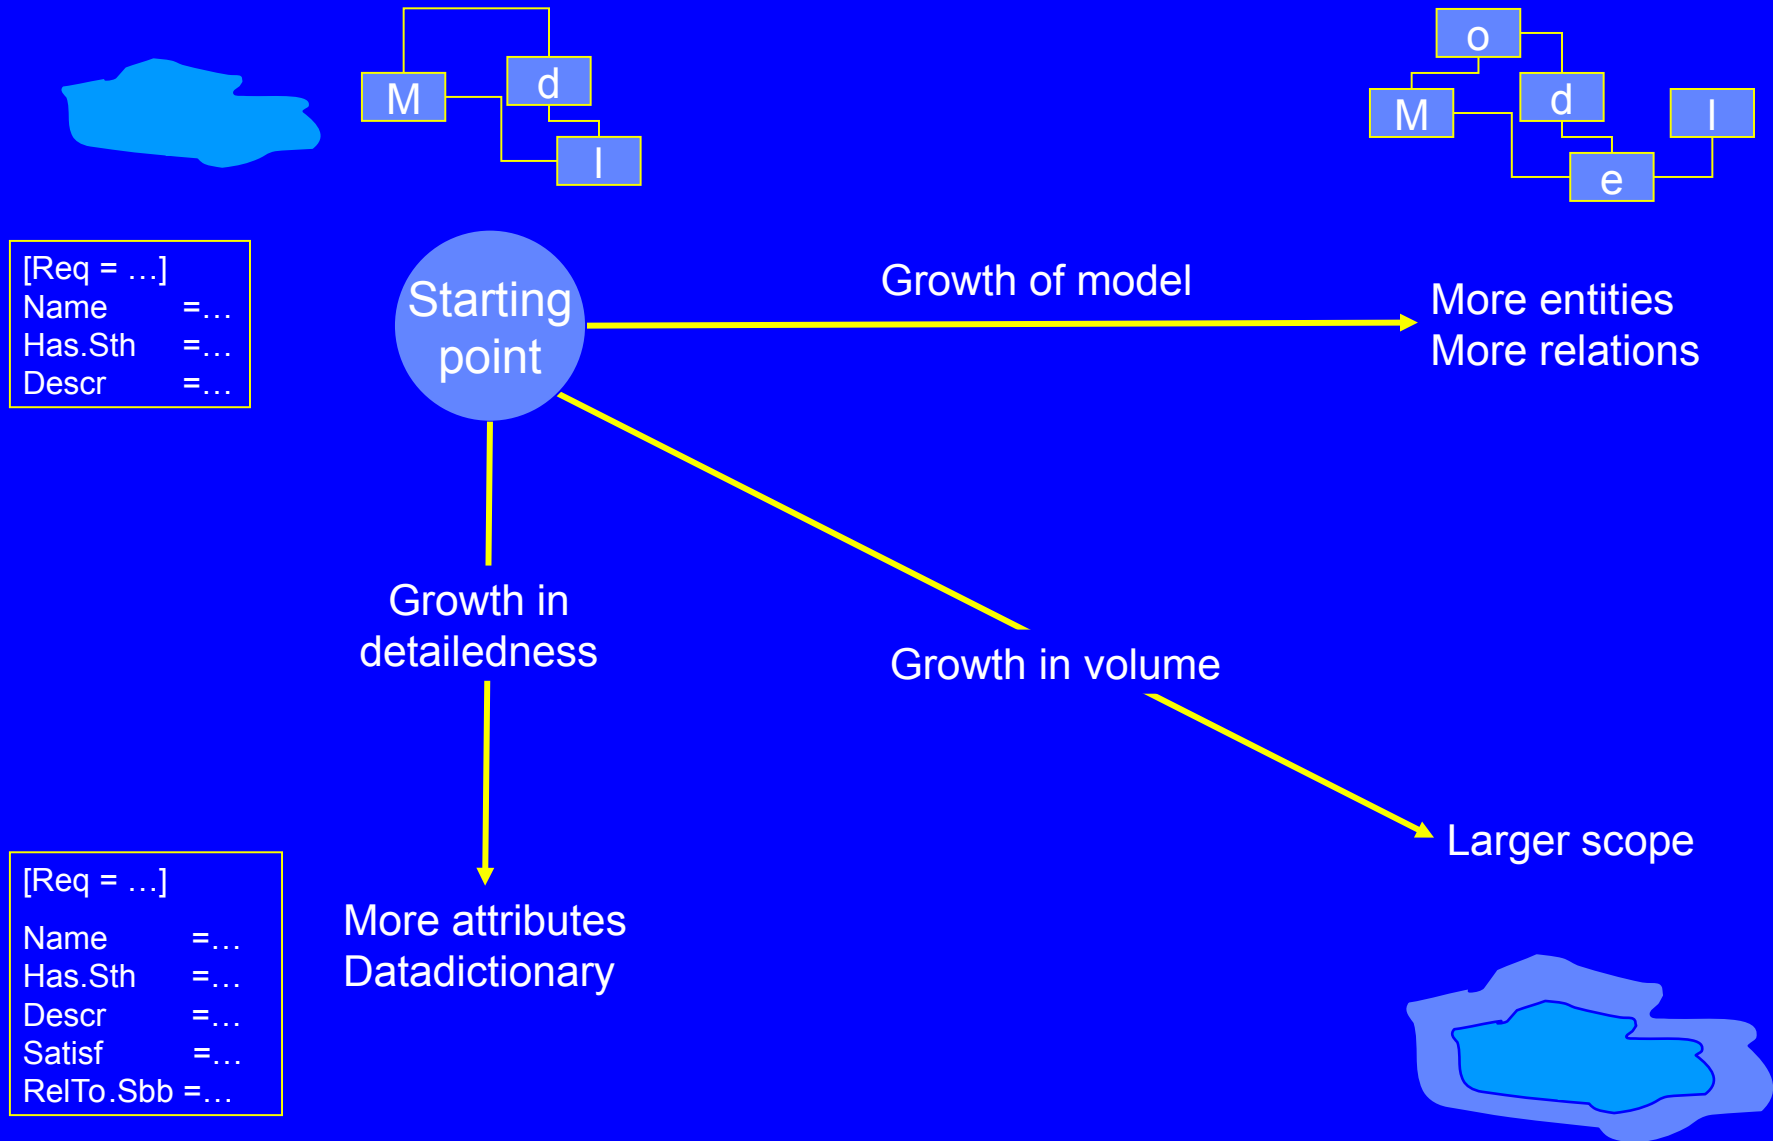 M
d
l
o
M
d
l
e
[Req = …]
Name =…
Has.Sth =…
Descr =…
Starting
point
Growth of model
More entities
More relations
Growth in
detailedness
Growth in volume
Larger scope
[Req = …]
Name =…
Has.Sth =…
Descr =…
Satisf =…
RelTo.Sbb =…
More attributes
Datadictionary